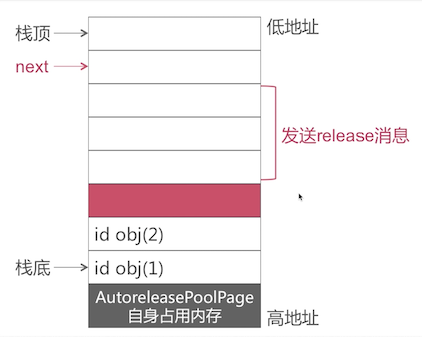 栈顶
低地址
next
发送release消息
id obj(2)
栈底
id obj(1)
AutoreleasePoolPage
自身占用内存
高地址